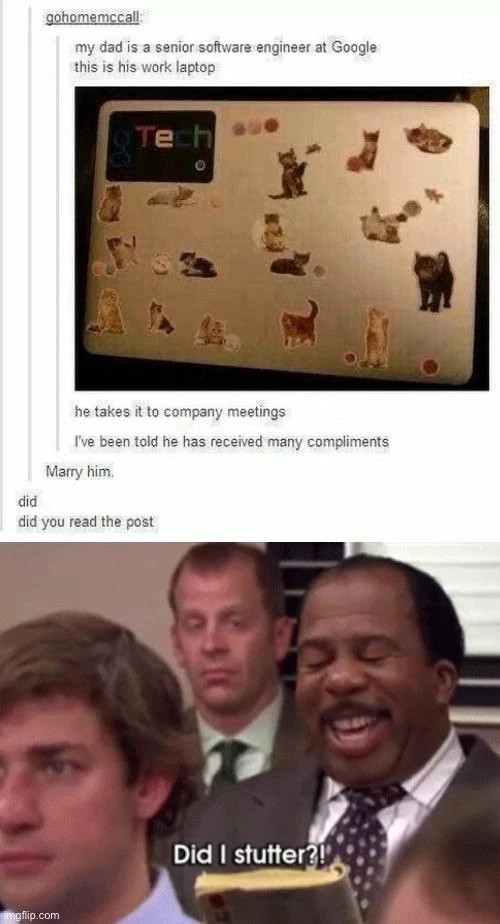 gohomemccall:
my dad is a senior software engineer at Google
this is his work laptop
gTech
he takes it to company meetings
I've been told he has received many compliments
Marry him.
did
did you read the post
Did I stutter?!
imgflip.com